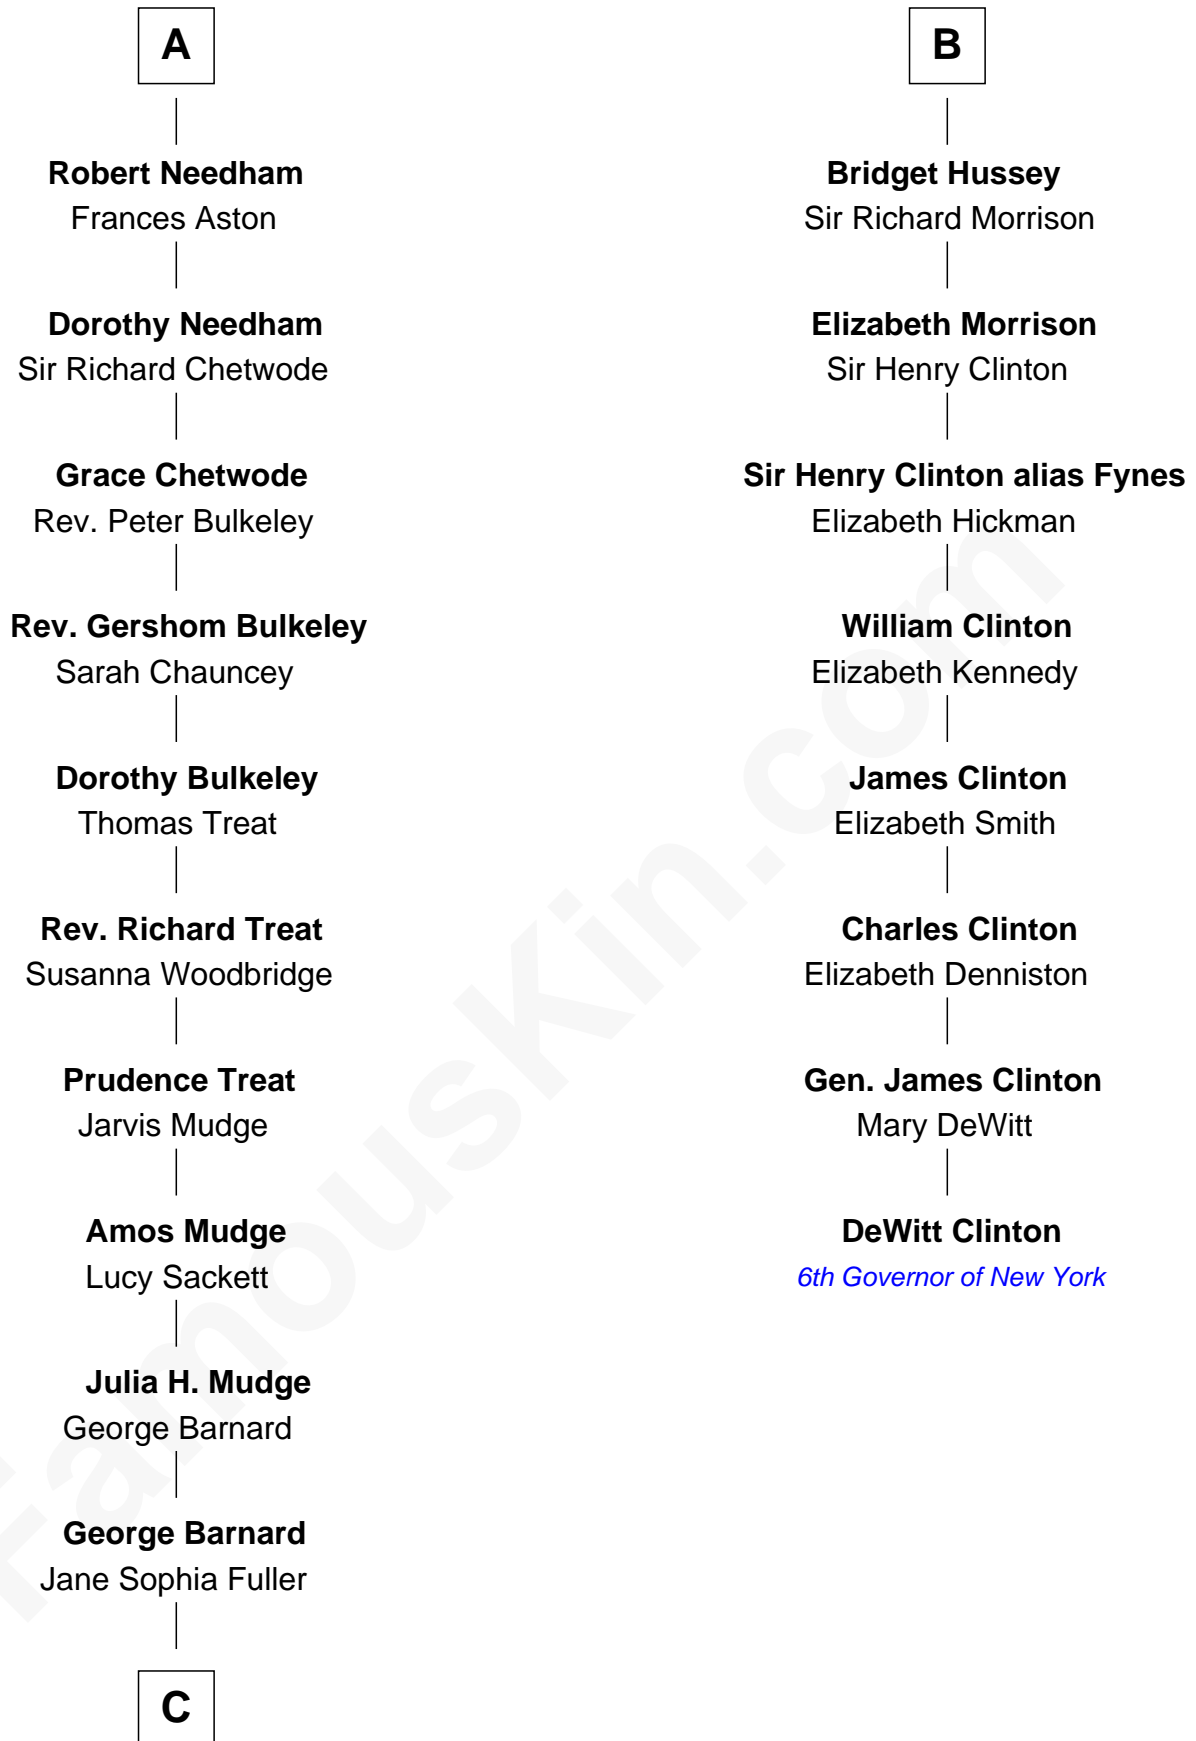 A
Robert Needham
Frances Aston
Dorothy Needham
Sir Richard Chetwode
Grace Chetwode
Rev. Peter Bulkeley
Rev. Gershom Bulkeley
Sarah Chauncey
Dorothy Bulkeley
Thomas Treat
Rev. Richard Treat
Susanna Woodbridge
Prudence Treat
Jarvis Mudge
Amos Mudge
Lucy Sackett
Julia H. Mudge
George Barnard
George Barnard
Jane Sophia Fuller
C
B
Bridget Hussey
Sir Richard Morrison
Elizabeth Morrison
Sir Henry Clinton
Sir Henry Clinton alias Fynes
Elizabeth Hickman
William Clinton
Elizabeth Kennedy
James Clinton
Elizabeth Smith
Charles Clinton
Elizabeth Denniston
Gen. James Clinton
Mary DeWitt
DeWitt Clinton
6th Governor of New York
FamousKin.com